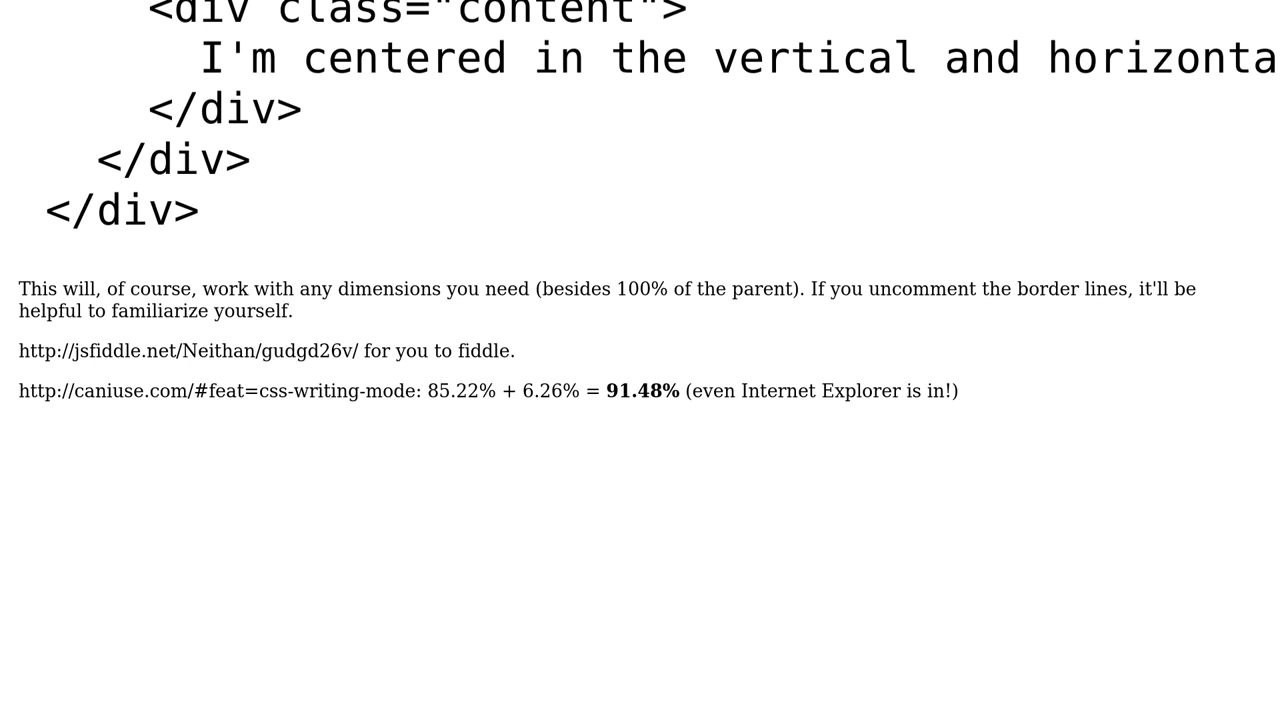 <div class="content">
I'm centered in the vertical and horizonta
</div>
</div>
</div>
This will, of course, work with any dimensions you need (besides 100% of the parent). If you uncomment the border lines, it'll be
helpful to familiarize yourself.
http://jsfiddle.net/Neithan/gudgd26v/ for you to fiddle.
http://caniuse.com/#feat=css-writing-mode: 85.22% + 6.26% = 91.48% (even Internet Explorer is in!)